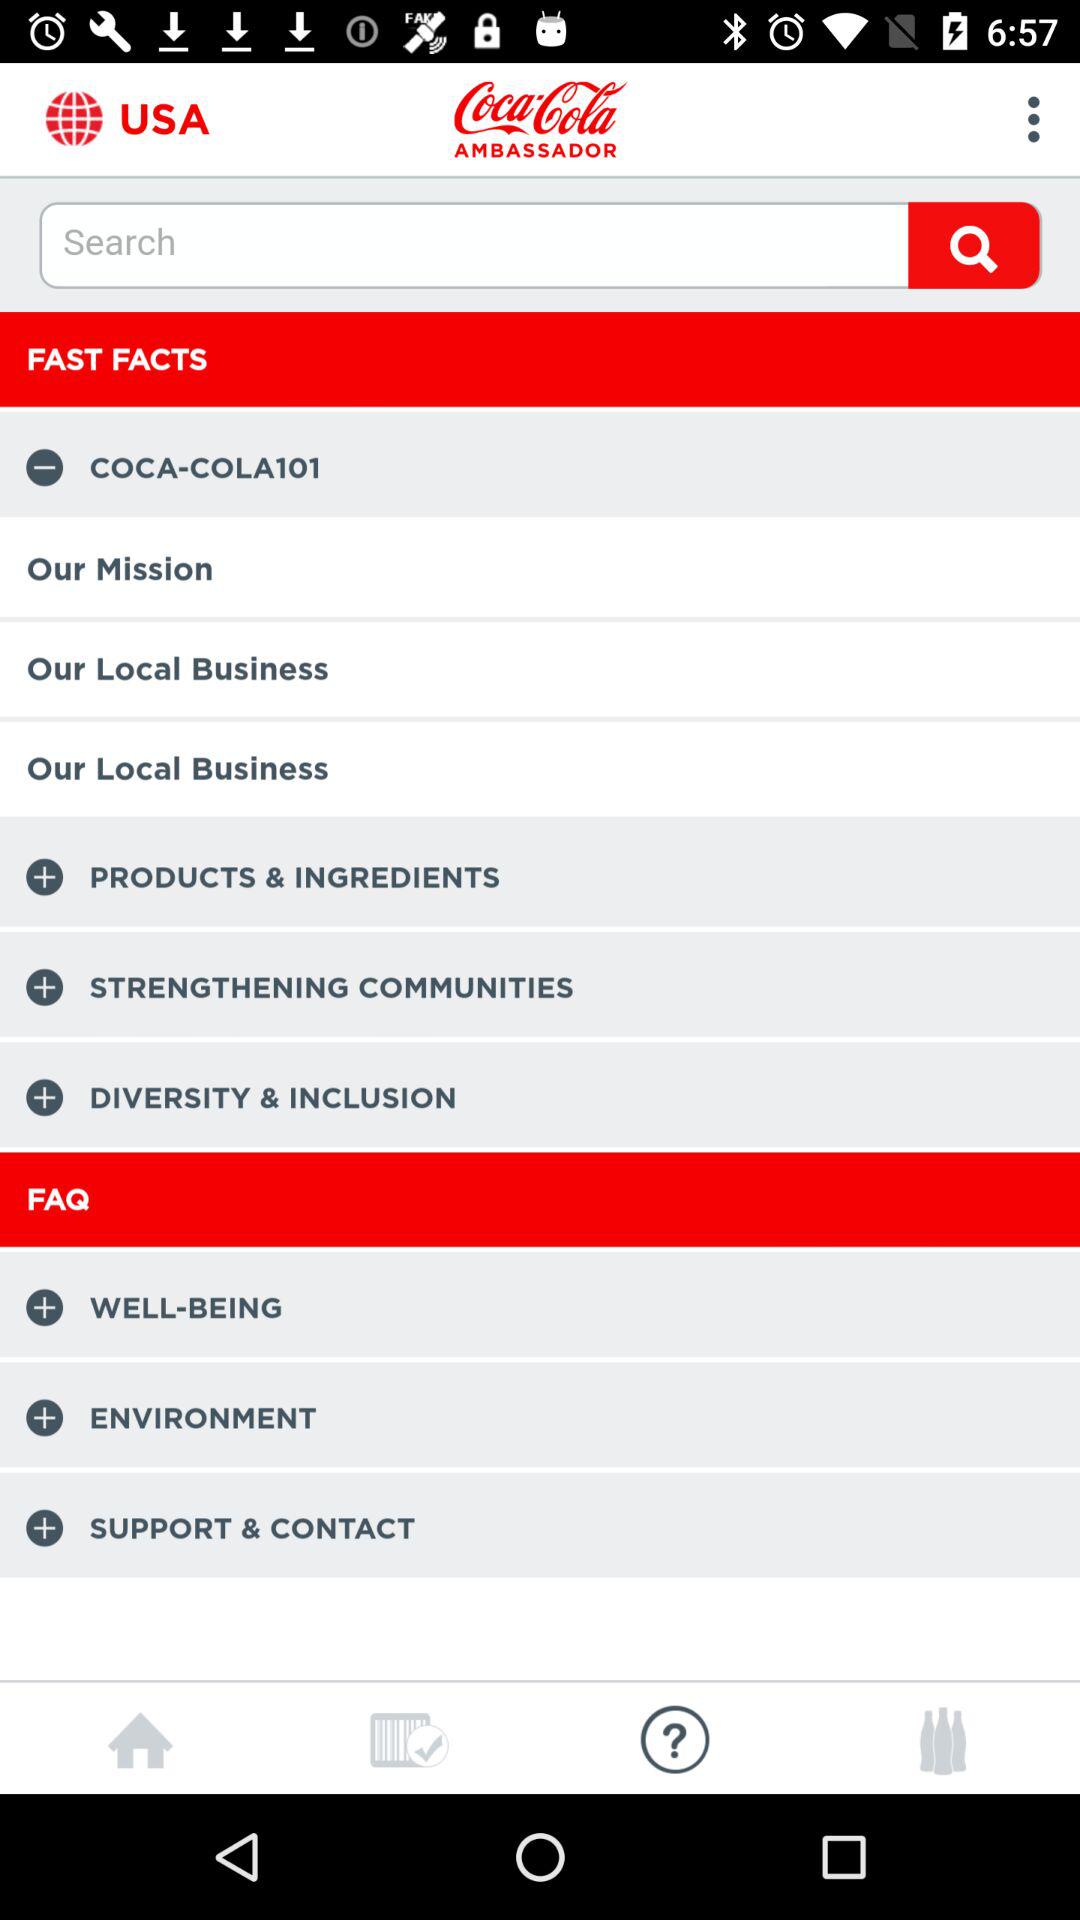 FAKE
6:57
USA
Coca-Cola
AMBASSADOR
Search
FAST FACTS
COCA-COLA101
Our Mission
Our Local Business
Our Local Business
PRODUCTS & INGREDIENTS
STRENGTHENING COMMUNITIES
DIVERSITY & INCLUSION
FAQ
WELL-BEING
ENVIRONMENT
SUPPORT & CONTACT
?